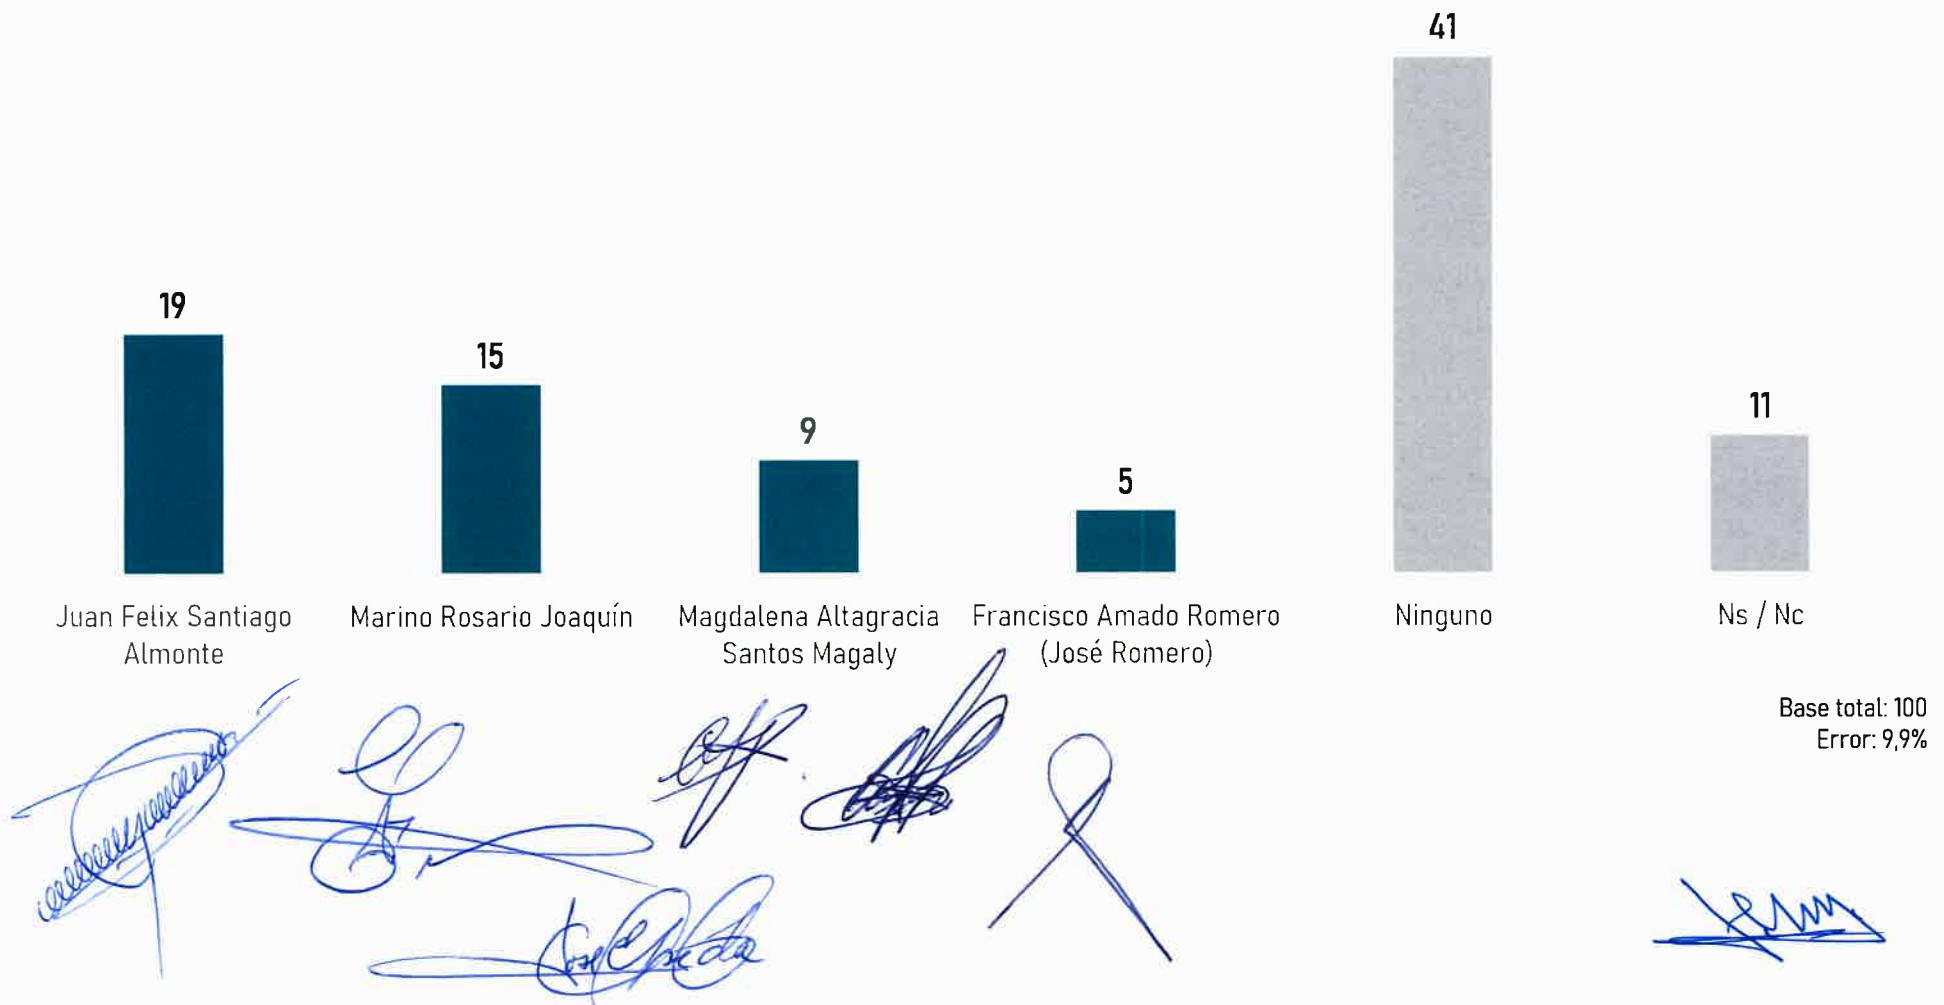 41
19
15
9
5
11
Juan Felix Santiago
Almonte
Marino Rosario Joaquín
Magdalena Altagracia
Santos Magaly
Francisco Amado Romero
(José Romero)
Ninguno
Ns / Nc
Base total: 100
Error: 9,9%